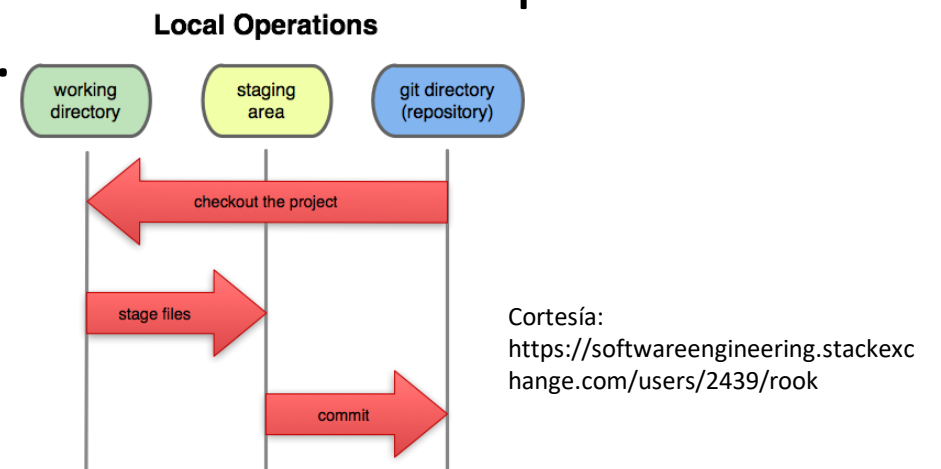 Local Operations
working
directory
staging
area
git directory
(repository)
checkout the project
stage files
commit
Cortesía:
https://softwareengineering.stackexc
hange.com/users/2439/rook